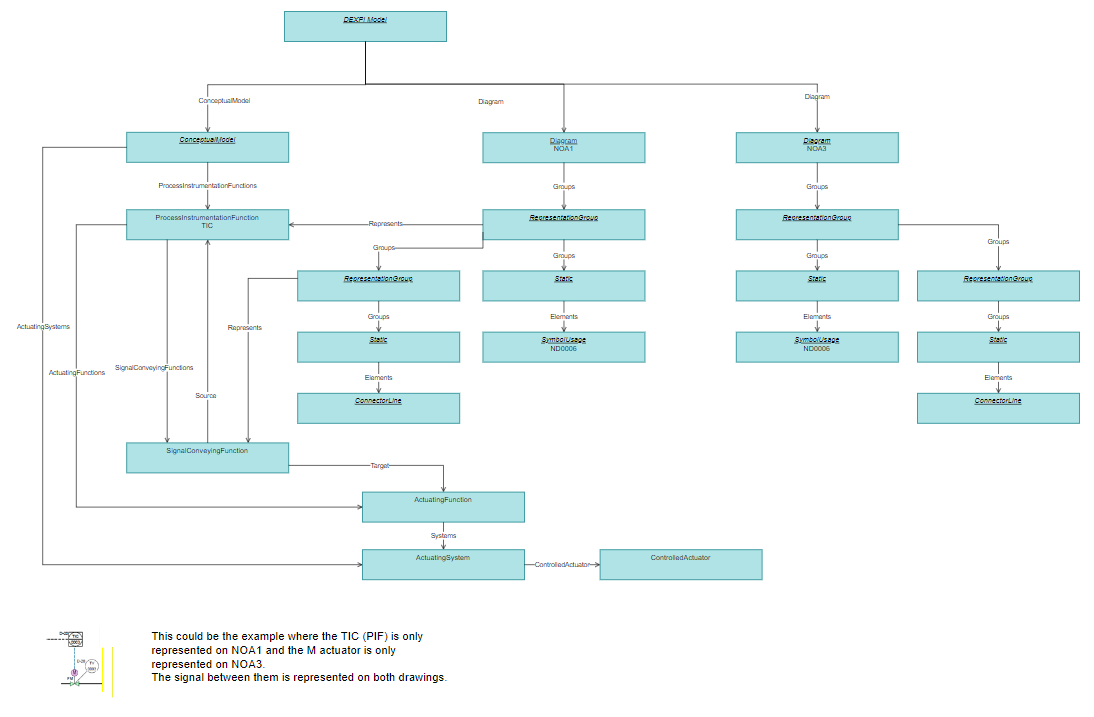 DEXPI Model
ConceptualModel
Diagram
Diagram
ConceptualModel
Diagram
NOA1
Diagram
NOA3
ProcessInstrumentationFunctions
Groups
Groups
ProcessInstrumentationFunction
TIC
Represents
RepresentationGroup
RepresentationGroup
Groups
Groups
Groups
Groups
RepresentationGroup
Static
Static
RepresentationGroup
Groups
Elements
Elements
Groups
ActuatingSystems
Represents
Static
SymbolUsage
ND0006
SymbolUsage
ND0006
Static
ActuatingFunctions
SignalConveyingFunctions
Elements
Elements
Source
ConnectorLine
ConnectorLine
SignalConveyingFunction
Target
ActuatingFunction
Systems
ActuatingSystem
ControlledActuator
ControlledActuator
TIC
This could be the example where the TIC (PIF) is only
represented on NOA1 and the M actuator is only
represented on NOA3.
The signal between them is represented on both drawings.